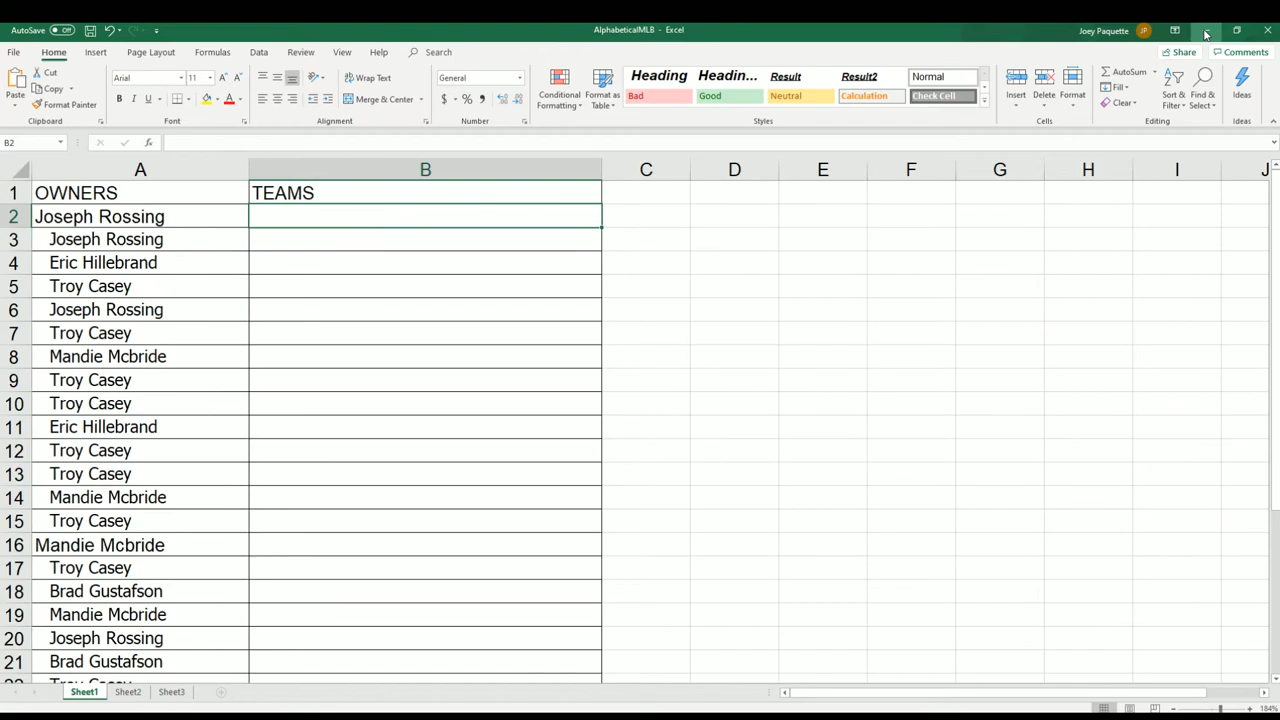 AutoSave Off AlphabeticalMLB - Excel Joey Paquette JP
File Home Insert Page Layout Formulas Data Review View Help Search Share Comments
Cut
Copy
Format Painter
Paste
Clipboard
Arial 11 A A
B I U A
Font
Wrap Text
Merge & Center
Alignment
General
$ % ,
Number
Conditional Formatting
Format as Table
Heading Headin... Result Result2 Normal
Bad Good Neutral Calculation Check Cell
Styles
Insert Delete Format
Cells
AutoSum
Fill
Clear
Sort & Filter
Find & Select
Editing
Ideas
Ideas
B2 fx
A B C D E F G H I J
1 OWNERS TEAMS
2 Joseph Rossing
3 Joseph Rossing
4 Eric Hillebrand
5 Troy Casey
6 Joseph Rossing
7 Troy Casey
8 Mandie Mcbride
9 Troy Casey
10 Troy Casey
11 Eric Hillebrand
12 Troy Casey
13 Troy Casey
14 Mandie Mcbride
15 Troy Casey
16 Mandie Mcbride
17 Troy Casey
18 Brad Gustafson
19 Mandie Mcbride
20 Joseph Rossing
21 Brad Gustafson
22 Troy Casey
Sheet1 Sheet2 Sheet3
184%